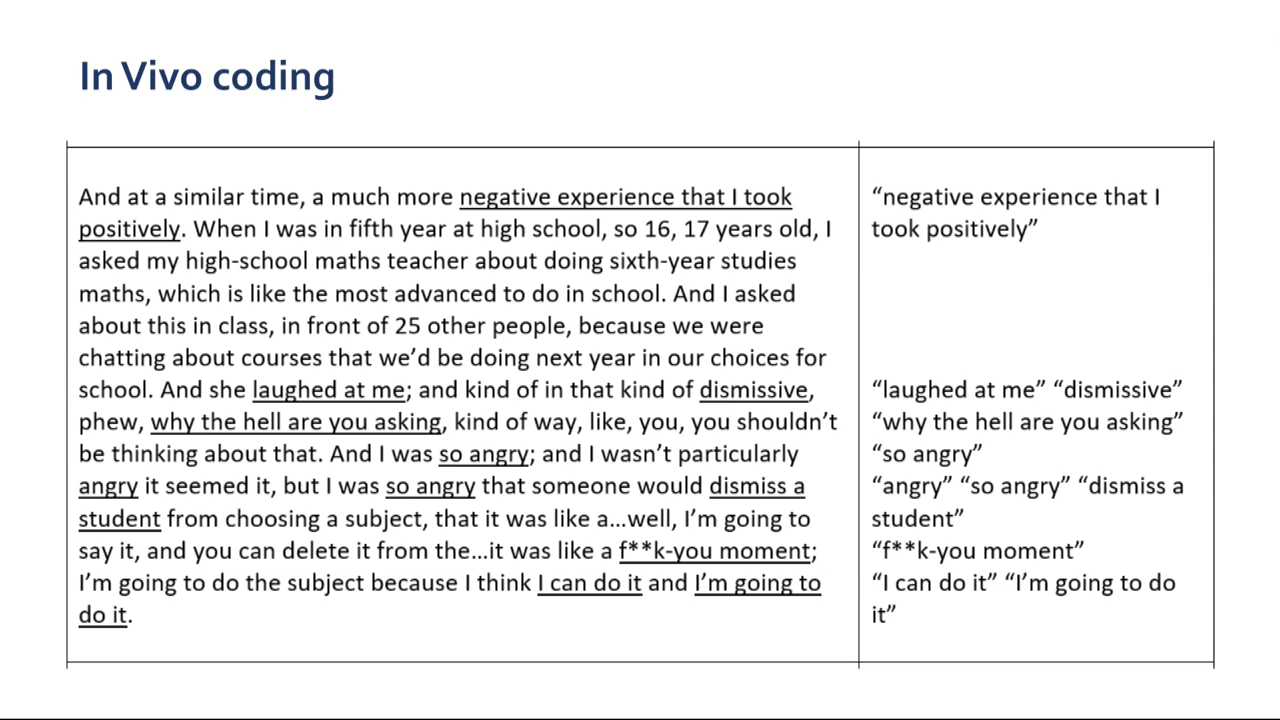 In Vivo coding
And at a similar time, a much more negative experience that I took
positively. When I was in fifth year at high school, so 16, 17 years old, I
asked my high-school maths teacher about doing sixth-year studies
maths, which is like the most advanced to do in school. And I asked
about this in class, in front of 25 other people, because we were
chatting about courses that we’d be doing next year in our choices for
school. And she laughed at me; and kind of in that kind of dismissive,
phew, why the hell are you asking, kind of way, like, you, you shouldn’t
be thinking about that. And I was so angry; and I wasn’t particularly
angry it seemed it, but I was so angry that someone would dismiss a
student from choosing a subject, that it was like a…well, I’m going to
say it, and you can delete it from the…it was like a f**k-you moment;
I’m going to do the subject because I think I can do it and I’m going to
do it.
“negative experience that I
took positively”
“laughed at me” “dismissive”
“why the hell are you asking”
“so angry”
“angry” “so angry” “dismiss a
student”
“f**k-you moment”
“I can do it” “I’m going to do
it”